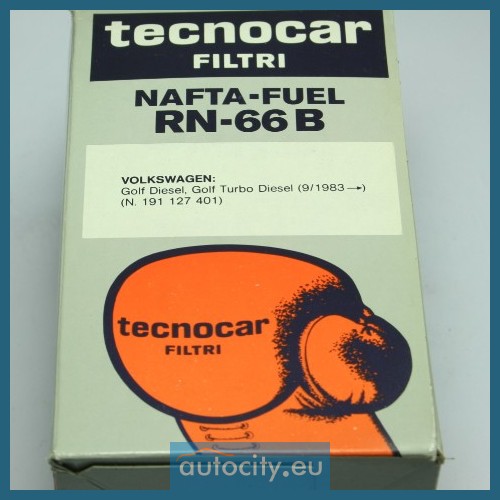 tecnocar
FILTRI
NAFTA-FUEL
RN-66 B
VOLKSWAGEN:
Golf Diesel, Golf Turbo Diesel (9/1983→)
(N. 191 127 401)
tecnocar
FILTRI
autocity.eu